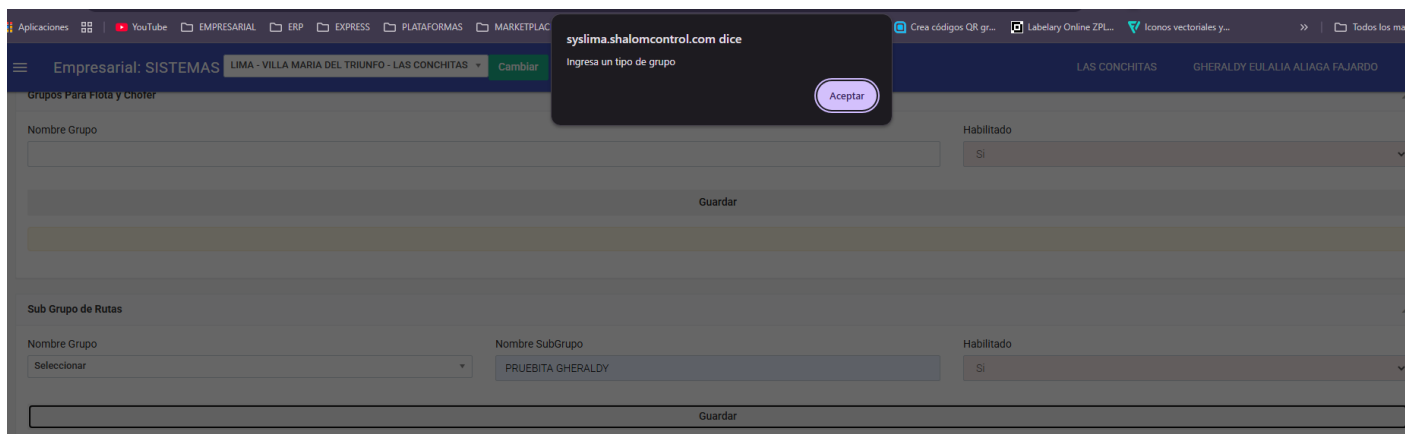 Aplicaciones YouTube EMPRESARIAL ERP EXPRESS PLATAFORMAS MARKETPLAC Crea códigos QR gr... Labelary Online ZPL... Iconos vectoriales y... » Todos los ma
syslima.shalomcontrol.com dice
Ingresa un tipo de grupo
Aceptar
Empresarial: SISTEMAS LIMA - VILLA MARIA DEL TRIUNFO - LAS CONCHITAS Cambiar LAS CONCHITAS GHERALDY EULALIA ALIAGA FAJARDO
Grupos Para Flota y Chofer
Nombre Grupo Habilitado
Si
Guardar
Sub Grupo de Rutas
Nombre Grupo Nombre SubGrupo Habilitado
Seleccionar PRUEBITA GHERALDY Si
Guardar